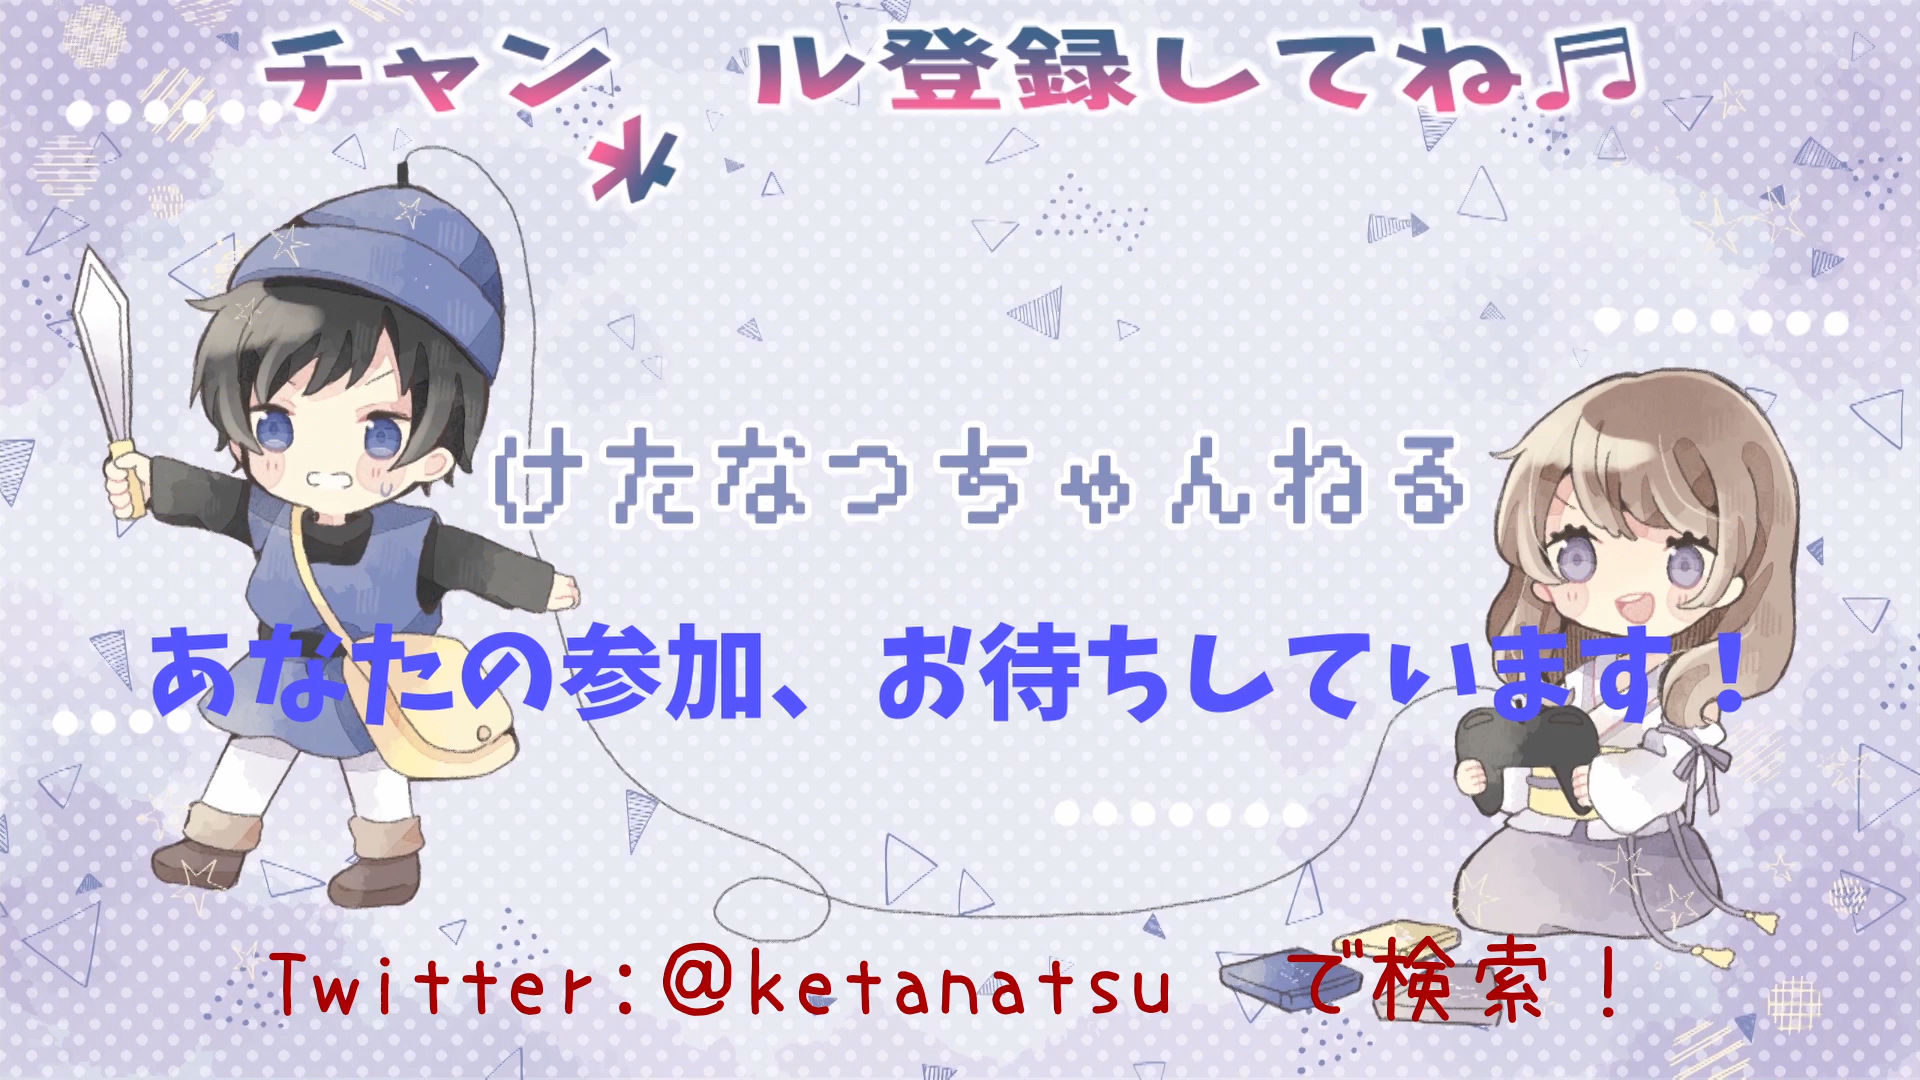 チャンネル登録してね♬
けたなつちゃんねる
あなたの参加、お待ちしています！
Twitter:@ketanatsu　で検索！